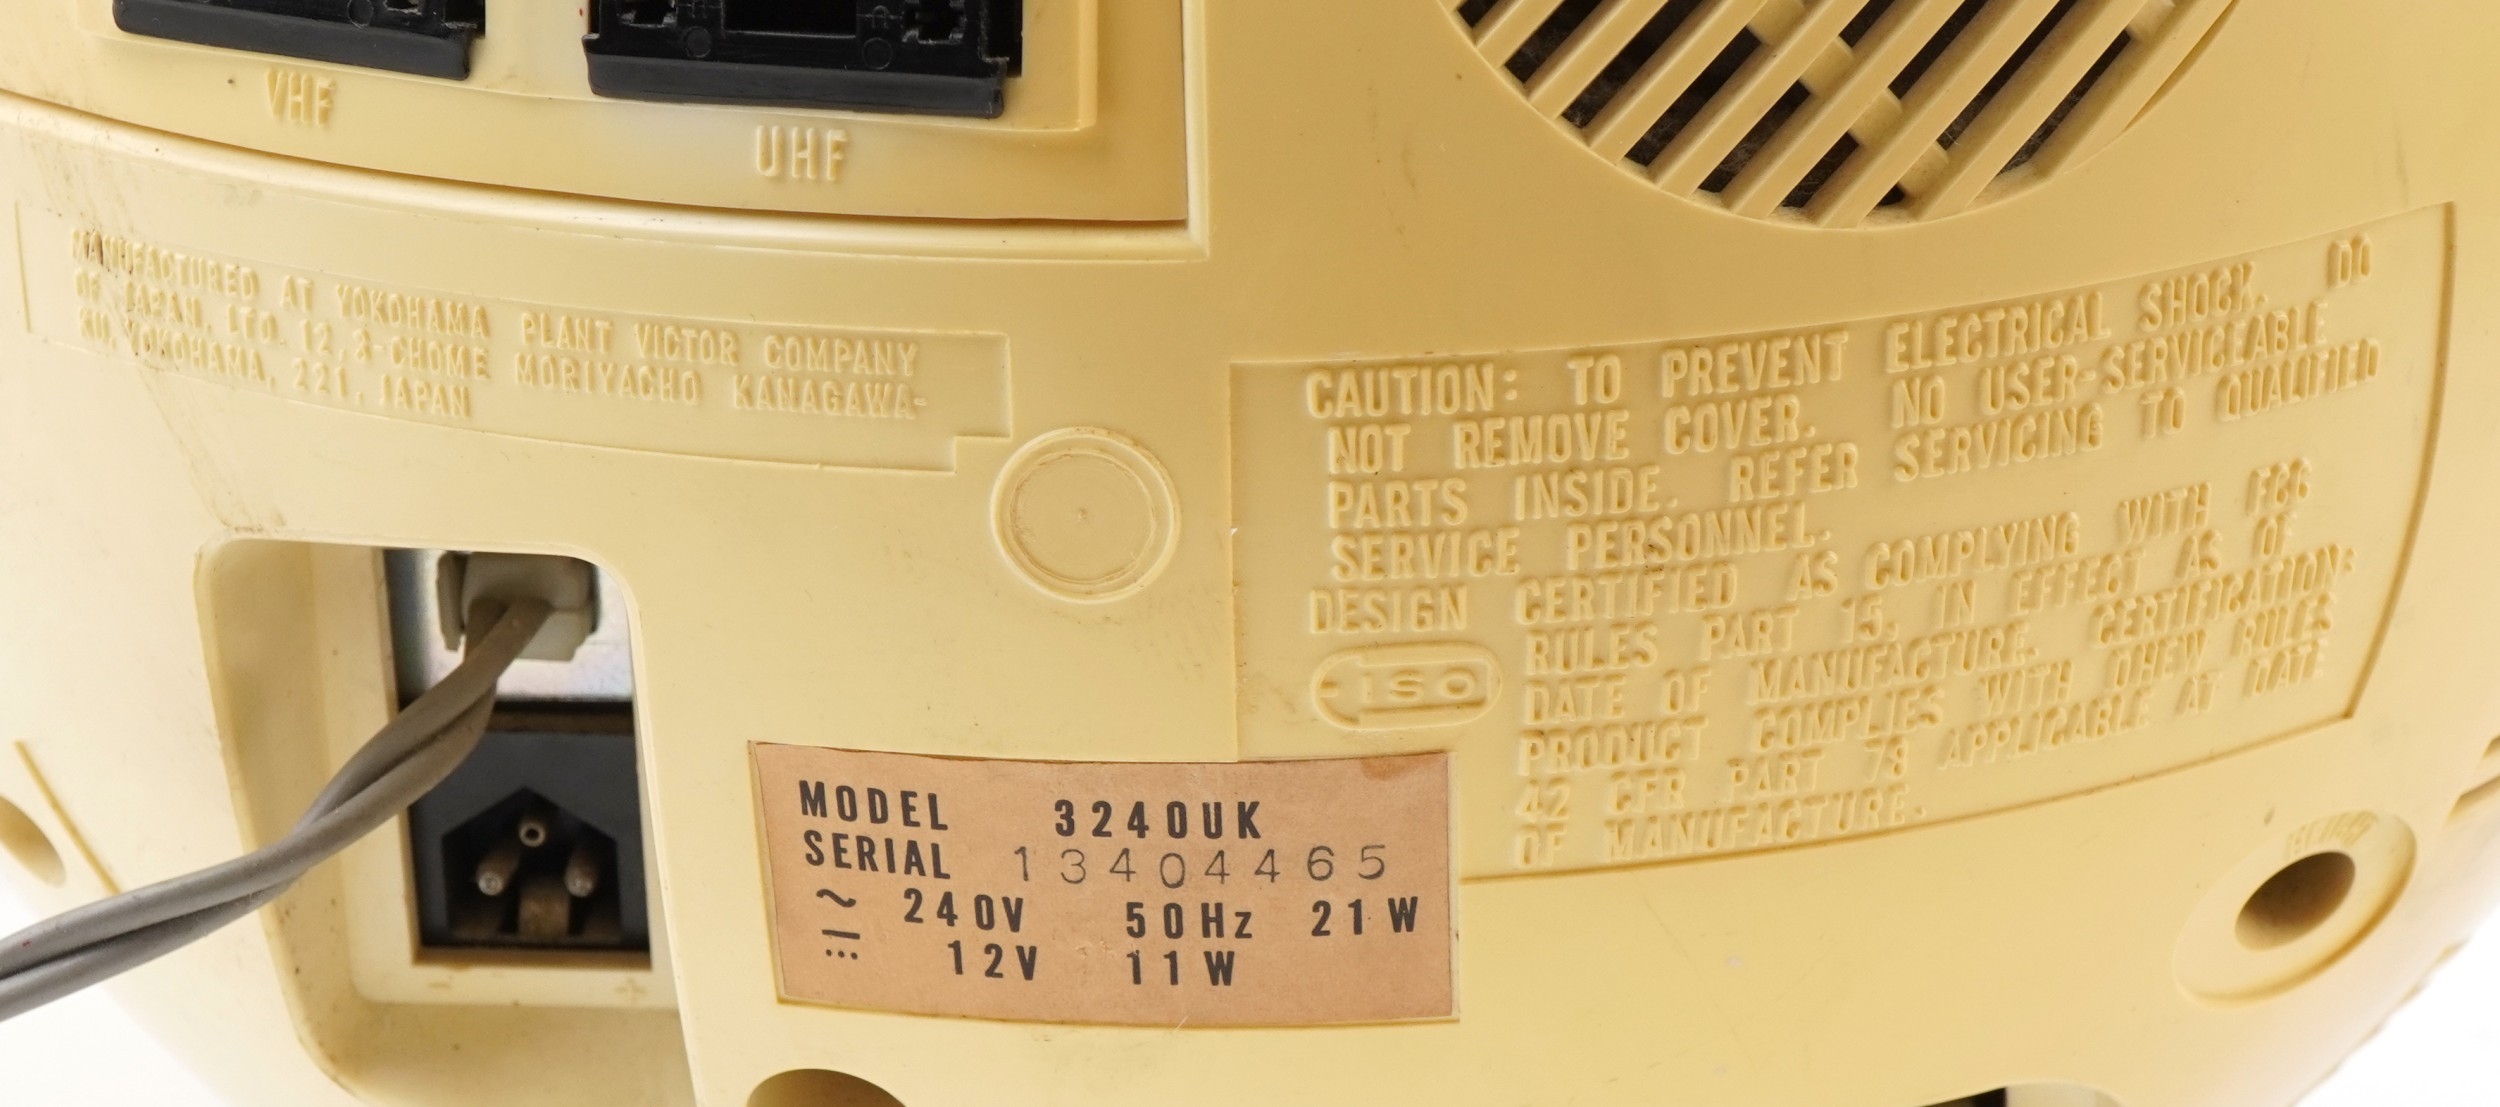 VHF
UHF
MANUFACTURED AT YOKOHAMA PLANT VICTOR COMPANY
OF JAPAN, LTD. 12, 3-CHOME MORIYACHO KANAGAWA-
KU, YOKOHAMA, 221, JAPAN
CAUTION: TO PREVENT ELECTRICAL SHOCK, DO
NOT REMOVE COVER. NO USER-SERVICEABLE
PARTS INSIDE. REFER SERVICING TO QUALIFIED
SERVICE PERSONNEL.
DESIGN CERTIFIED AS COMPLYING WITH FCC
RULES PART 15, IN EFFECT AS OF
DATE OF MANUFACTURE. CERTIFICATION:
PRODUCT COMPLIES WITH DHEW RULES
42 CFR PART 78 APPLICABLE AT DATE
OF MANUFACTURE.
ISO
MODEL 3240UK
SERIAL 13404465
~ 240V 50Hz 21W
⎓ 12V 11W
- +
HEIGHT